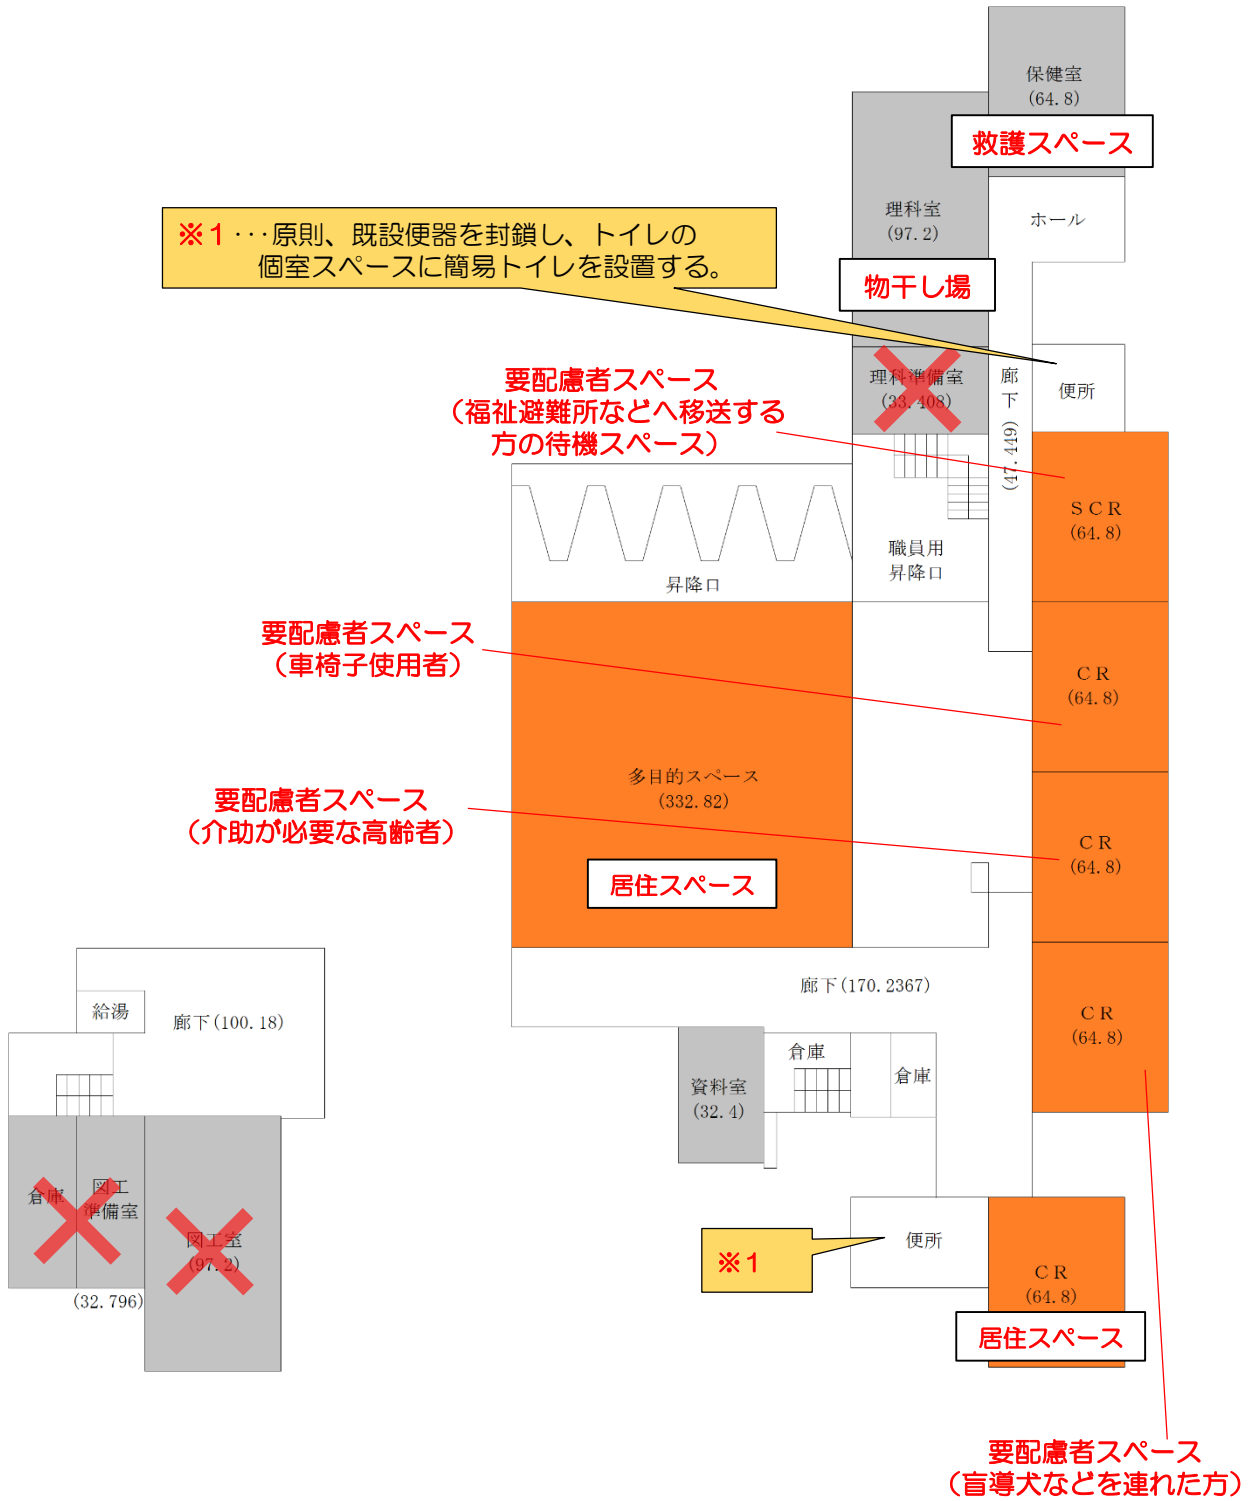 保健室
(64.8)
救護スペース
理科室
(97.2)
ホール
※1 ･･･原則、既設便器を封鎖し、トイレの
個室スペースに簡易トイレを設置する。
物干し場
理科準備室
(33.408)
廊下
(47.449)
便所
要配慮者スペース
（福祉避難所などへ移送する
方の待機スペース）
ＳＣＲ
(64.8)
職員用
昇降口
昇降口
要配慮者スペース
（車椅子使用者）
ＣＲ
(64.8)
多目的スペース
(332.82)
要配慮者スペース
（介助が必要な高齢者）
ＣＲ
(64.8)
居住スペース
廊下(170.2367)
ＣＲ
(64.8)
給湯
廊下(100.18)
倉庫
倉庫
資料室
(32.4)
倉庫
図工
準備室
図工室
(97.2)
(32.796)
便所
※1
ＣＲ
(64.8)
居住スペース
要配慮者スペース
（盲導犬などを連れた方）